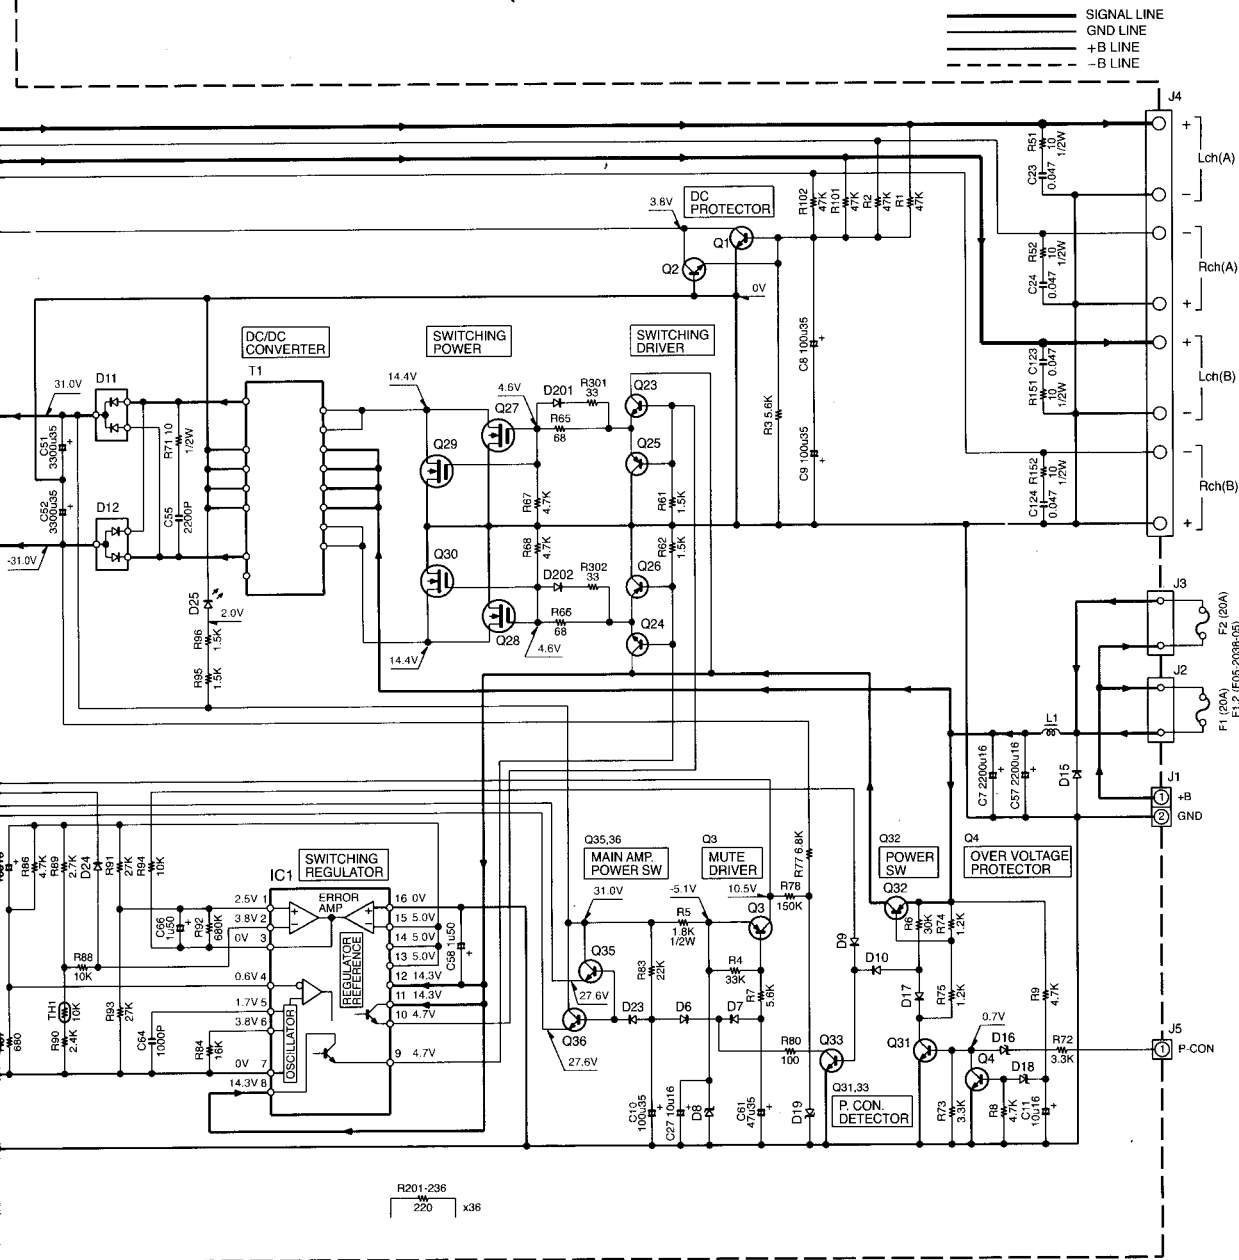 SIGNAL LINE
GND LINE
+B LINE
-B LINE
J4
+
Lch(A)
-
-
Rch(A)
+
+
Lch(B)
-
-
Rch(B)
+
R51
10
1/2W
C23
0.047
R52
10
1/2W
C24
0.047
C123
0.047
R151
10
1/2W
R152
10
1/2W
C124
0.047
3.8V
DC
PROTECTOR
Q1
Q2
0V
R102
47K
R101
47K
R2
47K
R1
47K
C8 100u35
R3 5.6K
C9 100u35
DC/DC
CONVERTER
T1
SWITCHING
POWER
SWITCHING
DRIVER
31.0V
D11
C51
3300u35
C52
3300u35
R71 10
1/2W
C55
2200P
D12
-31.0V
D25
2.0V
R96
1.5K
R95
1.5K
14.4V
4.6V
D201
R301
33
Q23
Q27
R65
68
Q29
Q25
R67
4.7K
R61
1.5K
R68
4.7K
R62
1.5K
Q30
D202
R302
33
Q26
R66
68
Q24
Q28
14.4V
4.6V
J3
F2 (20A)
J2
F1 (20A)
F1,2 (F05-2038-05)
L1
C7 2200u16
C57 2200u16
D15
J1
1 +B
2 GND
R86
4.7K
R89
2.7K
D24
R91
27K
R94
10K
SWITCHING
REGULATOR
IC1
ERROR
AMP
2.5V 1
3.8V 2
0V 3
0.6V 4
1.7V 5
3.8V 6
0V 7
14.3V 8
16 0V
15 5.0V
14 5.0V
13 5.0V
12 14.3V
11 14.3V
10 4.7V
9 4.7V
REGULATOR
REFERENCE
OSCILLATOR
C66
1u50
R92
680K
C58 1u50
R88
10K
TH1
10K
R90
2.4K
R93
27K
C64
1000P
R84
16K
680
Q35,36
MAIN AMP.
POWER SW
31.0V
Q3
MUTE
DRIVER
-5.1V
10.5V
R77 6.8K
R78
150K
R5
1.8K
1/2W
Q3
Q35
R83
22K
R4
33K
R7
5.6K
27.6V
D23
D6
D7
Q36
27.6V
R80
100
Q33
C10
100u35
C27 10u16
D8
C61
47u35
D19
Q31,33
P. CON.
DETECTOR
Q32
POWER
SW
Q4
OVER VOLTAGE
PROTECTOR
Q32
R6
30K
R74
1.2K
D9
D10
D17
R75
1.2K
R9
4.7K
0.7V
Q31
D16
R72
3.3K
J5
1 P-CON
Q4
D18
R73
3.3K
R8
4.7K
C11
10u16
R201-236
220
x36